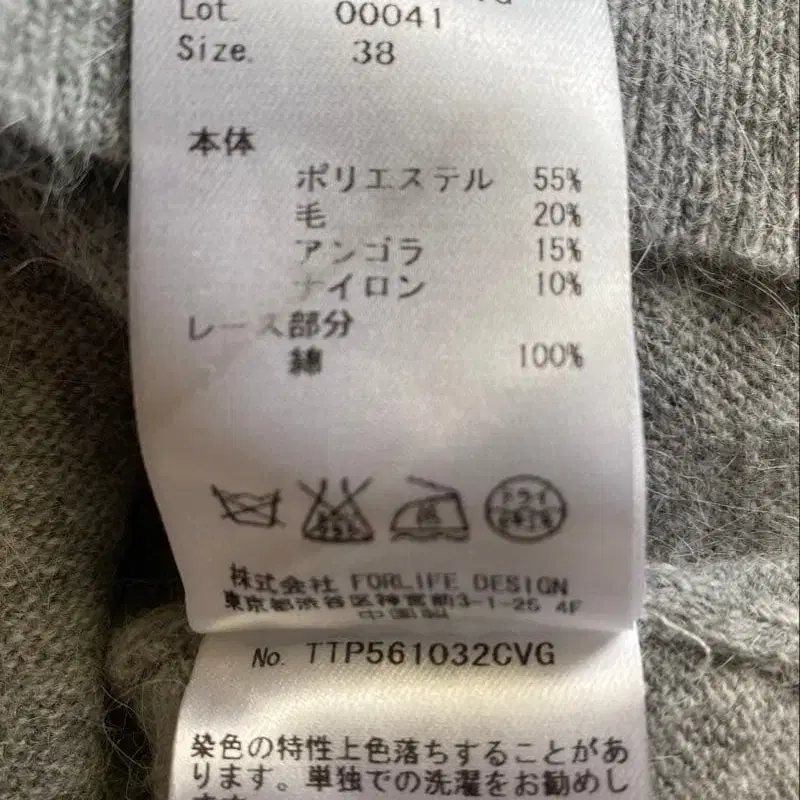 Lot. 00041
Size. 38
本体
ポリエステル 55%
毛 20%
アンゴラ 15%
ナイロン 10%
レース部分
綿 100%
ドライ
株式会社 FORLIFE DESIGN
東京都渋谷区神宮前3-1-25 4F
中国製
No. TTP561032CVG
染色の特性上色落ちすることがあ
ります。単独での洗濯をお勧めし